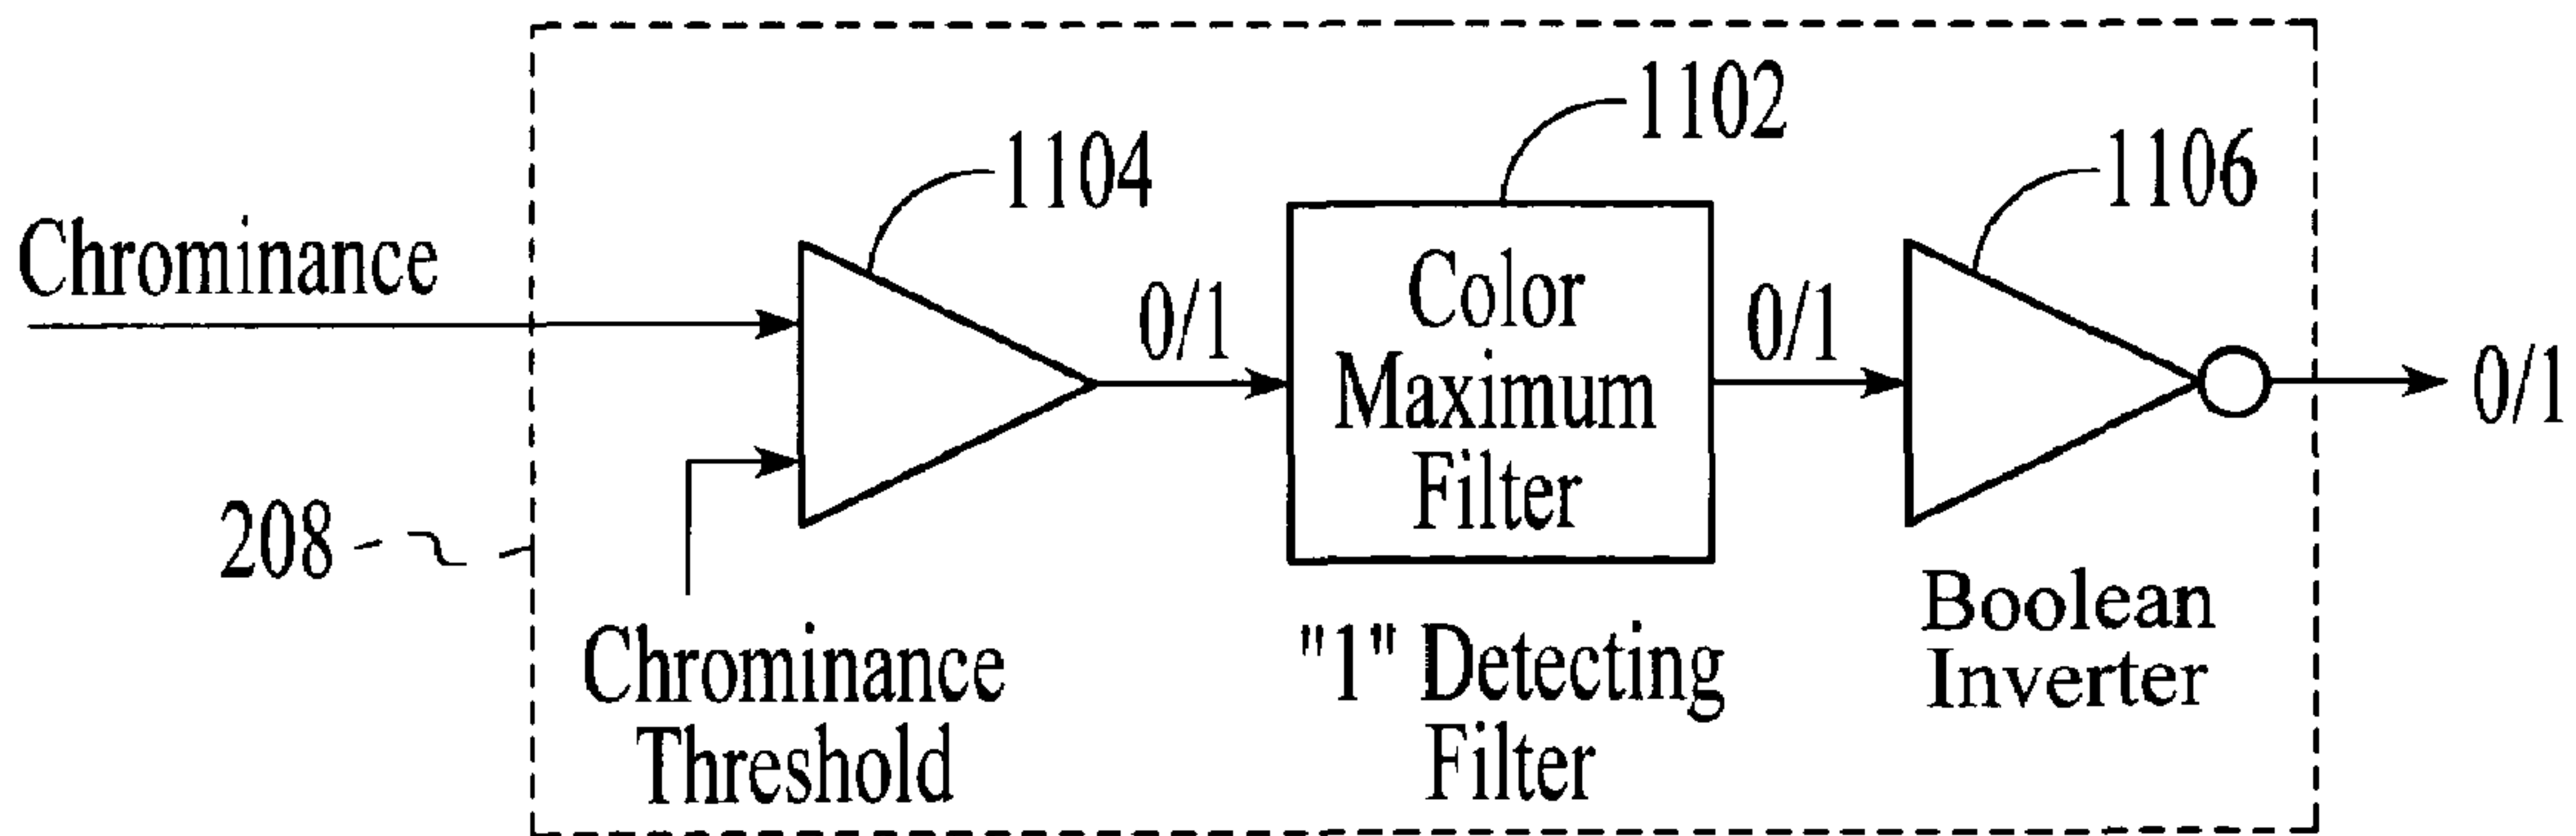 1102
1104
1106
Chrominance
0/1
Color
Maximum
Filter
0/1
0/1
208
Chrominance
Threshold
"1" Detecting
Filter
Boolean
Inverter